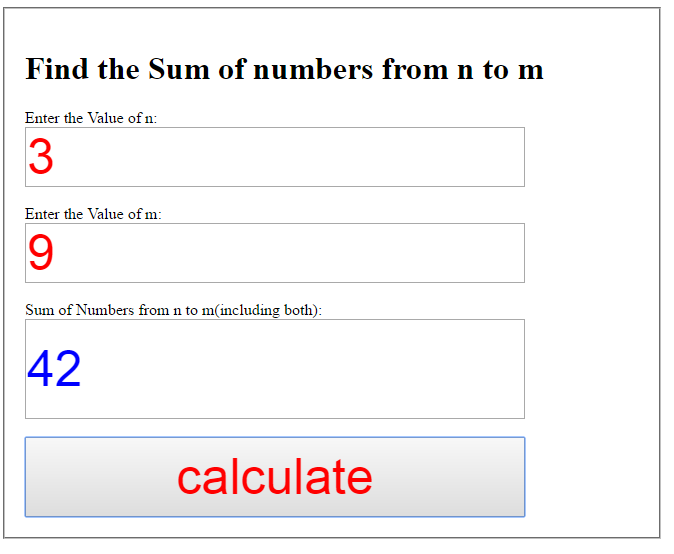 Find the Sum of numbers from n to m
Enter the Value of n:
3
Enter the Value of m:
9
Sum of Numbers from n to m(including both):
42
calculate